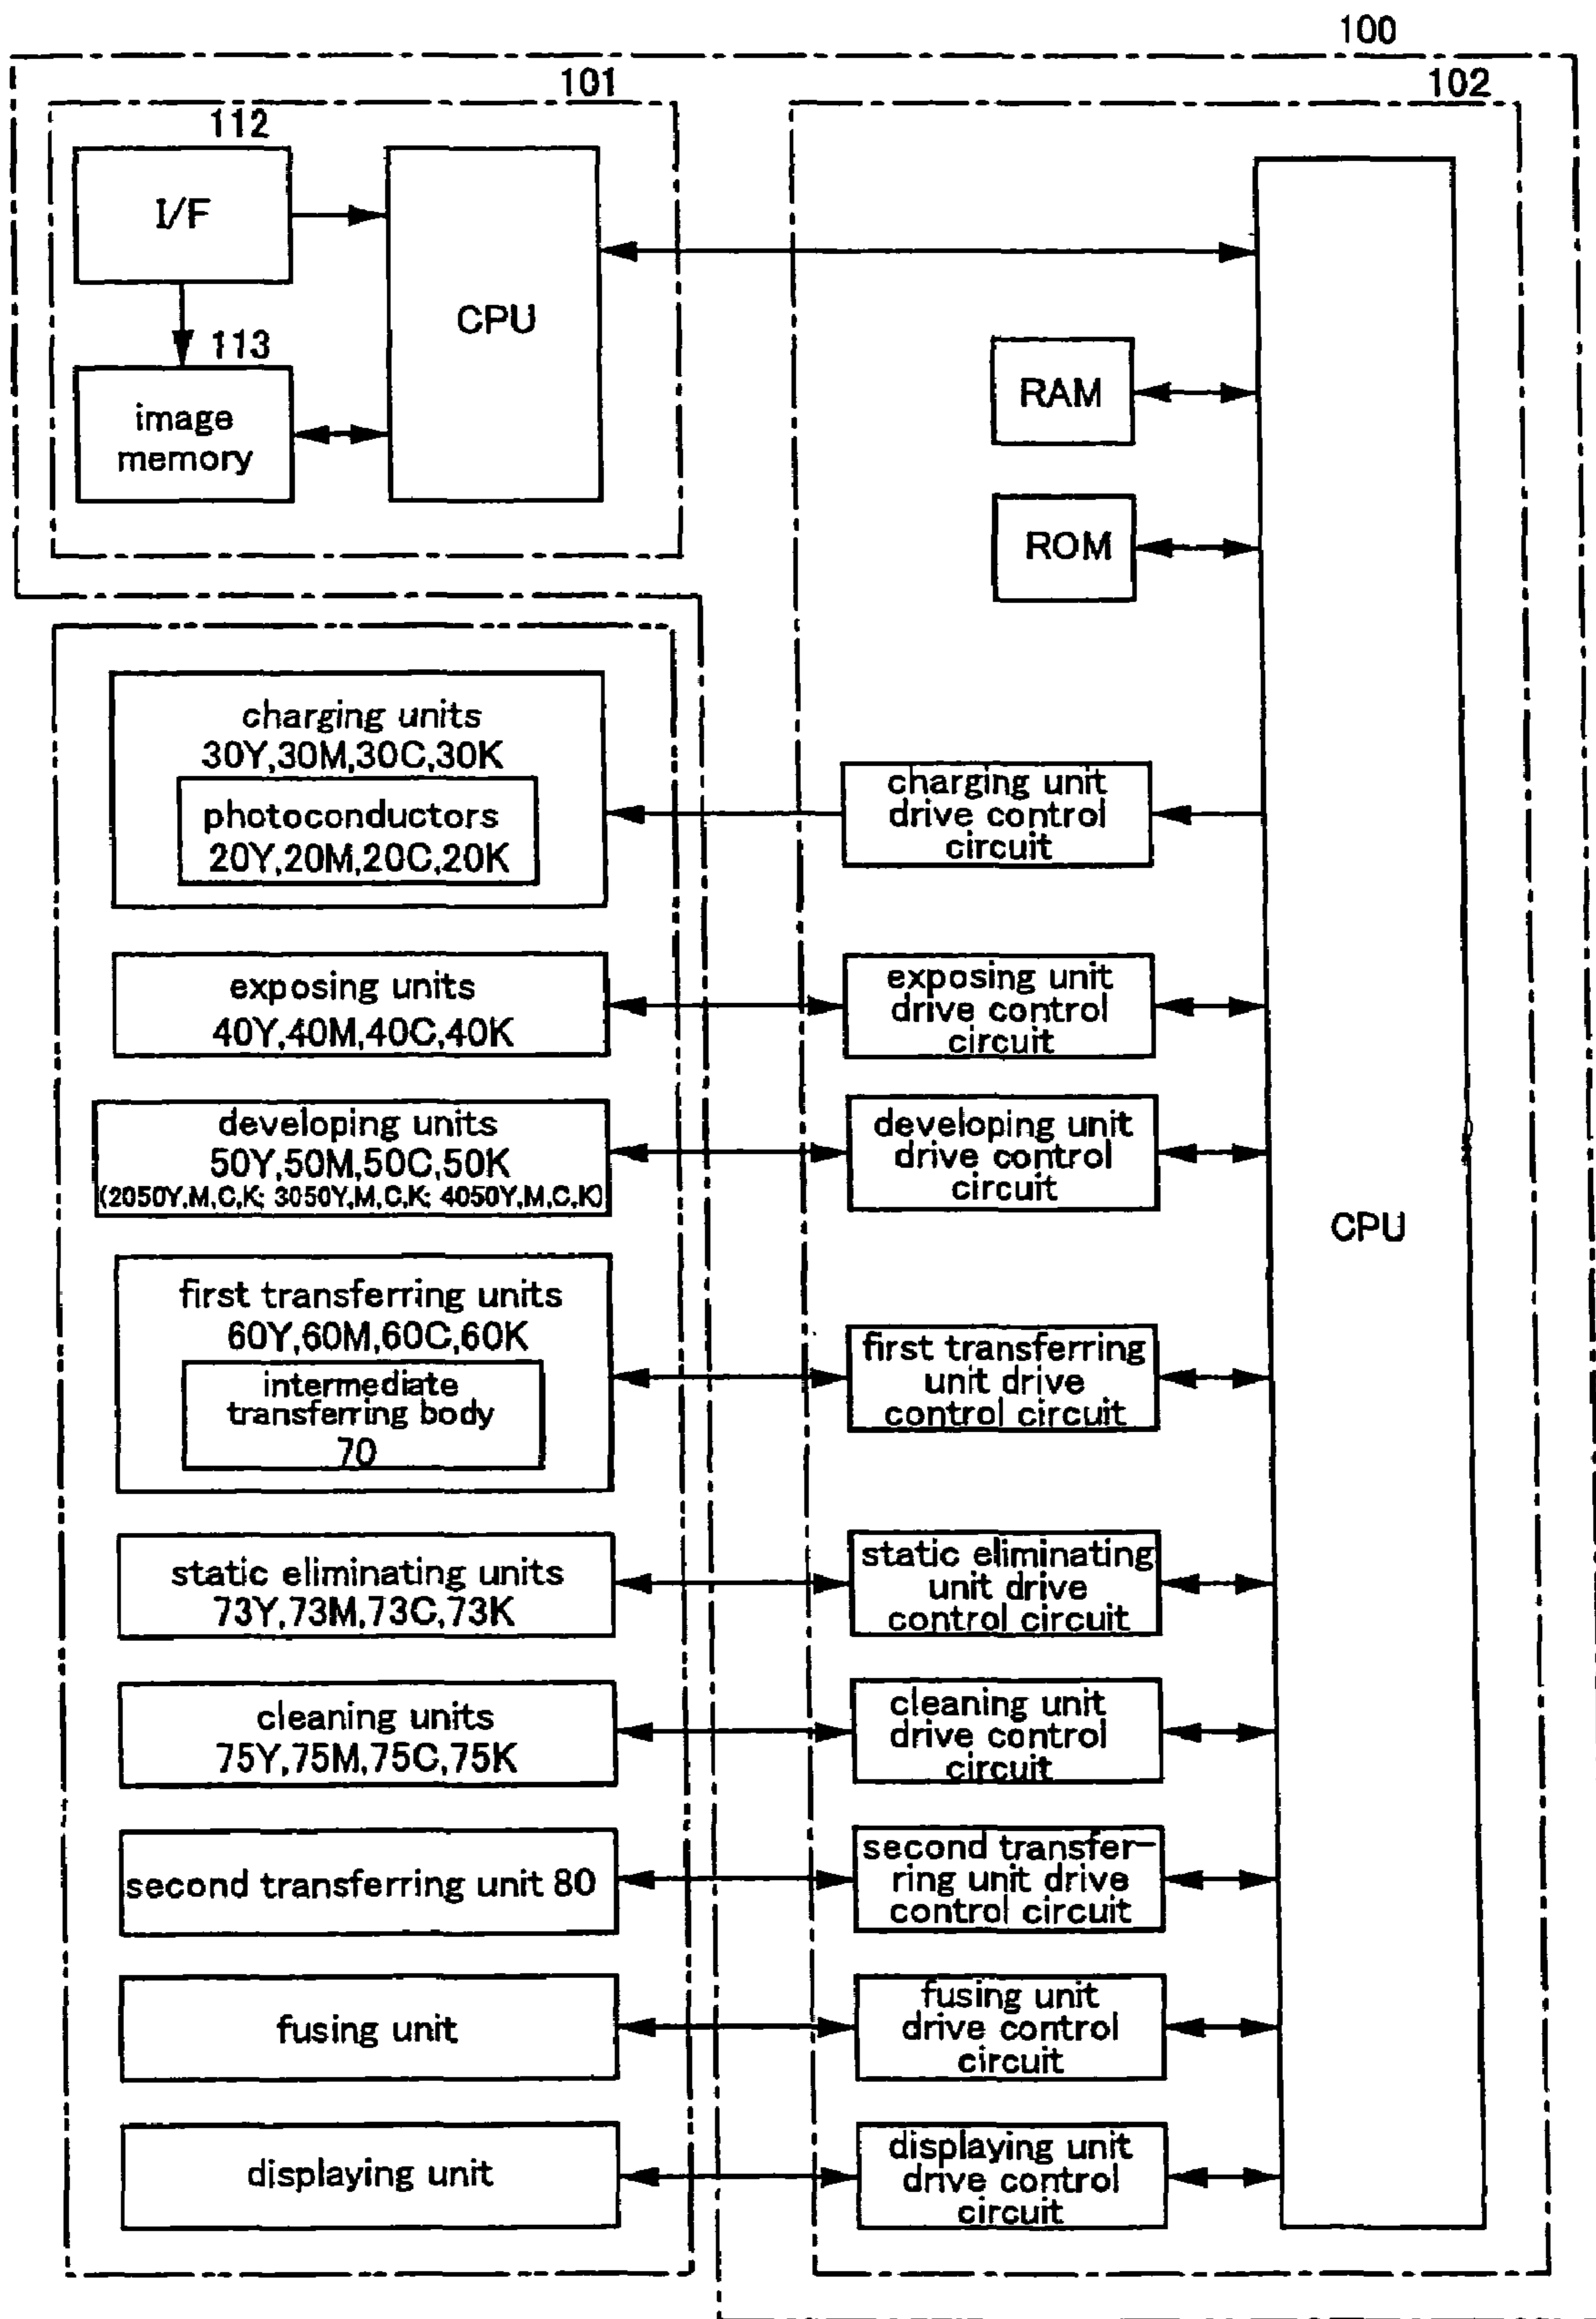 100
101
102
112
I/F
CPU
113
image
memory
RAM
ROM
charging units
30Y,30M,30C,30K
photoconductors
20Y,20M,20C,20K
charging unit
drive control
circuit
exposing units
40Y,40M,40C,40K
exposing unit
drive control
circuit
developing units
50Y,50M,50C,50K
(2050Y,M,C,K; 3050Y,M,C,K; 4050Y,M,C,K)
developing unit
drive control
circuit
CPU
first transferring units
60Y,60M,60C,60K
intermediate
transferring body
70
first transferring
unit drive
control circuit
static eliminating units
73Y,73M,73C,73K
static eliminating
unit drive
control circuit
cleaning units
75Y,75M,75C,75K
cleaning unit
drive control
circuit
second transferring unit 80
second transfer-
ring unit drive
control circuit
fusing unit
fusing unit
drive control
circuit
displaying unit
displaying unit
drive control
circuit